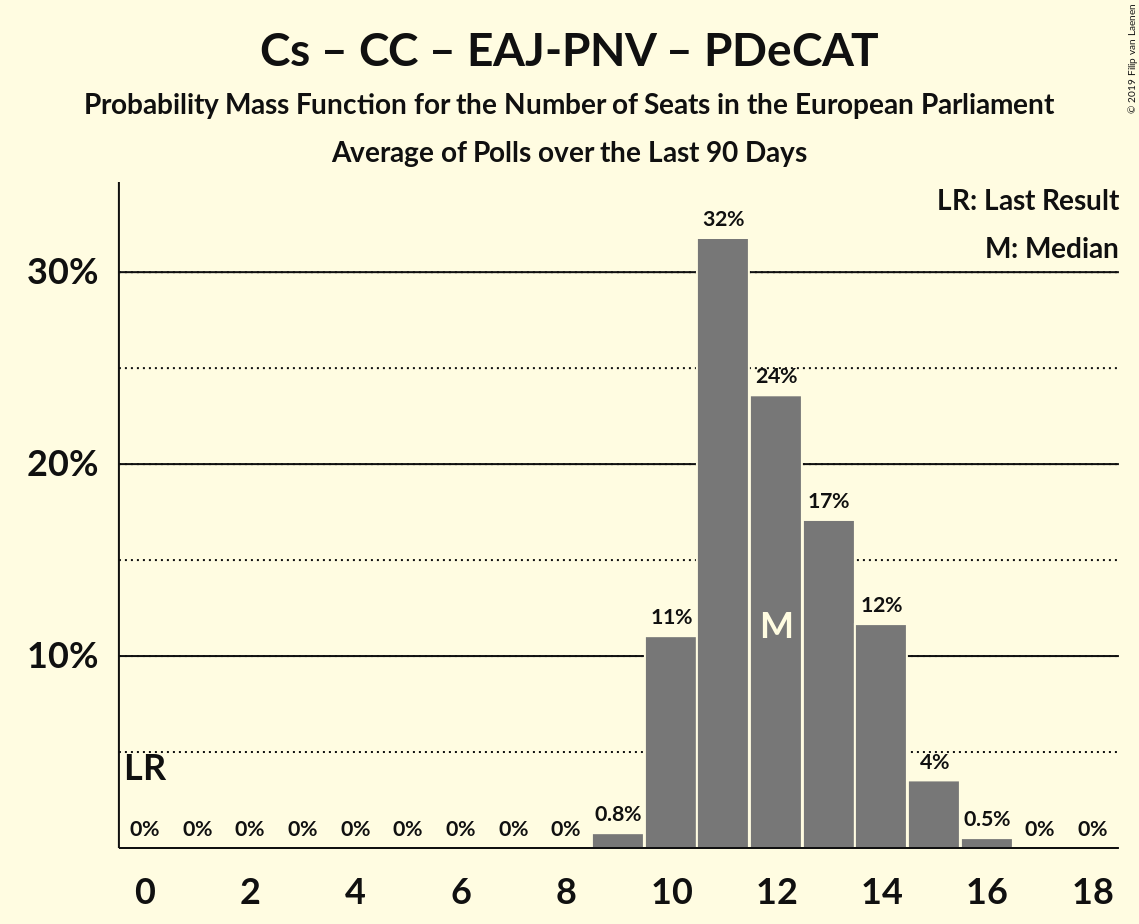 Cs – CC – EAJ-PNV – PDeCAT
Probability Mass Function for the Number of Seats in the European Parliament
Average of Polls over the Last 90 Days
© 2019 Filip van Laenen
LR: Last Result
M: Median
30%
20%
10%
32%
24%
17%
12%
11%
4%
0.8%
0.5%
M
LR
0% 0% 0% 0% 0% 0% 0% 0% 0% 0% 0%
0 2 4 6 8 10 12 14 16 18